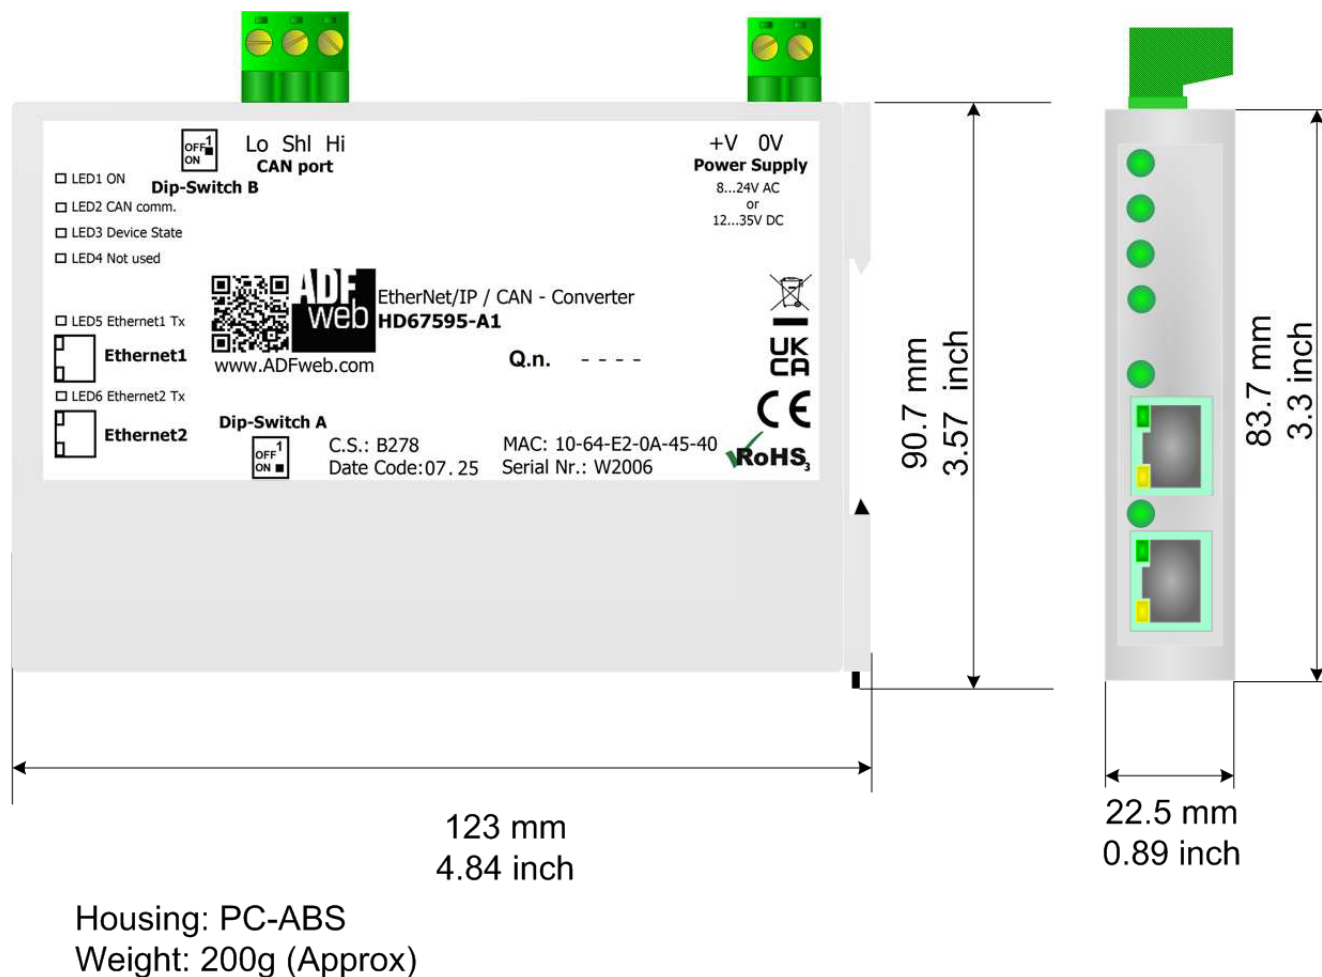 OFF 1
ON
Dip-Switch B
Lo Shl Hi
CAN port
+V 0V
Power Supply
8...24V AC
or
12...35V DC
LED1 ON
LED2 CAN comm.
LED3 Device State
LED4 Not used
LED5 Ethernet1 Tx
Ethernet1
LED6 Ethernet2 Tx
Ethernet2
ADF
web
www.ADFweb.com
EtherNet/IP / CAN - Converter
HD67595-A1
Q.n. - - - -
Dip-Switch A
OFF 1
ON
C.S.: B278
Date Code:07.25
MAC: 10-64-E2-0A-45-40
Serial Nr.: W2006
UK
CA
CE
RoHS3
90.7 mm
3.57 inch
83.7 mm
3.3 inch
123 mm
4.84 inch
22.5 mm
0.89 inch
Housing: PC-ABS
Weight: 200g (Approx)